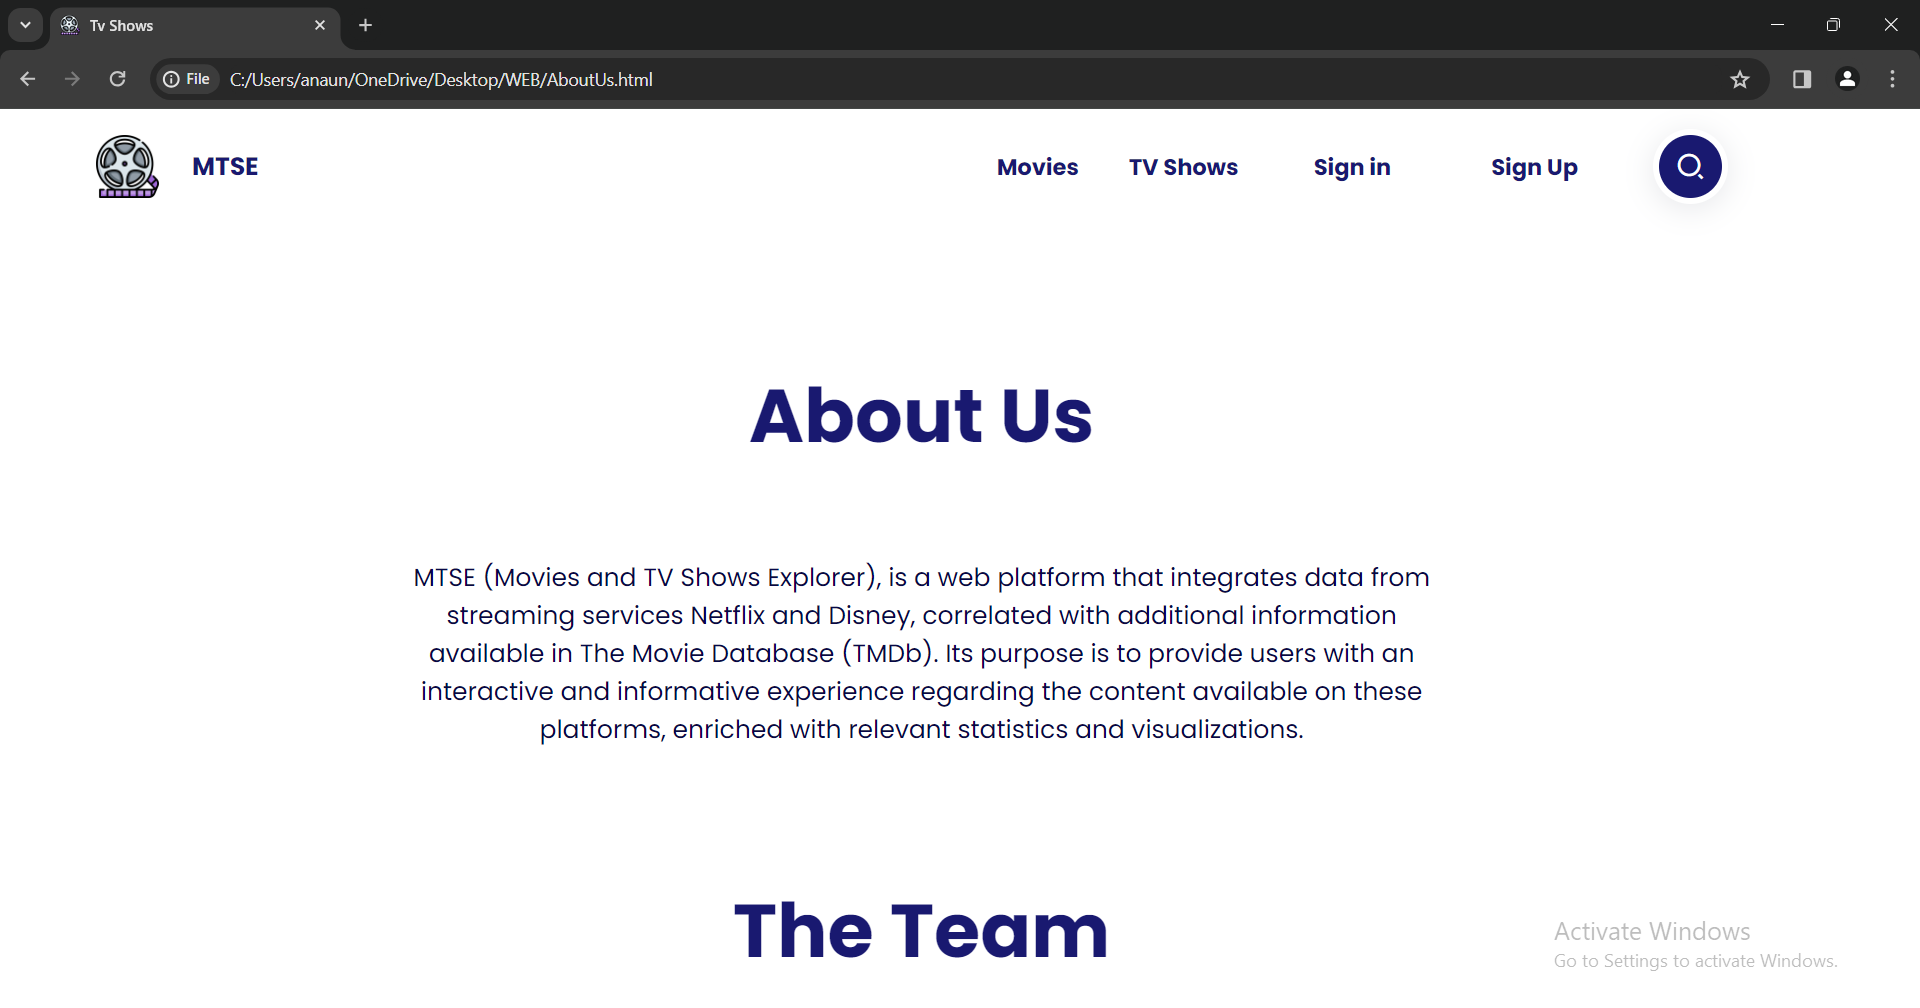 Tv Shows
File
C:/Users/anaun/OneDrive/Desktop/WEB/AboutUs.html
MTSE
Movies
TV Shows
Sign in
Sign Up
About Us
MTSE (Movies and TV Shows Explorer), is a web platform that integrates data from
streaming services Netflix and Disney, correlated with additional information
available in The Movie Database (TMDb). Its purpose is to provide users with an
interactive and informative experience regarding the content available on these
platforms, enriched with relevant statistics and visualizations.
The Team
Activate Windows
Go to Settings to activate Windows.